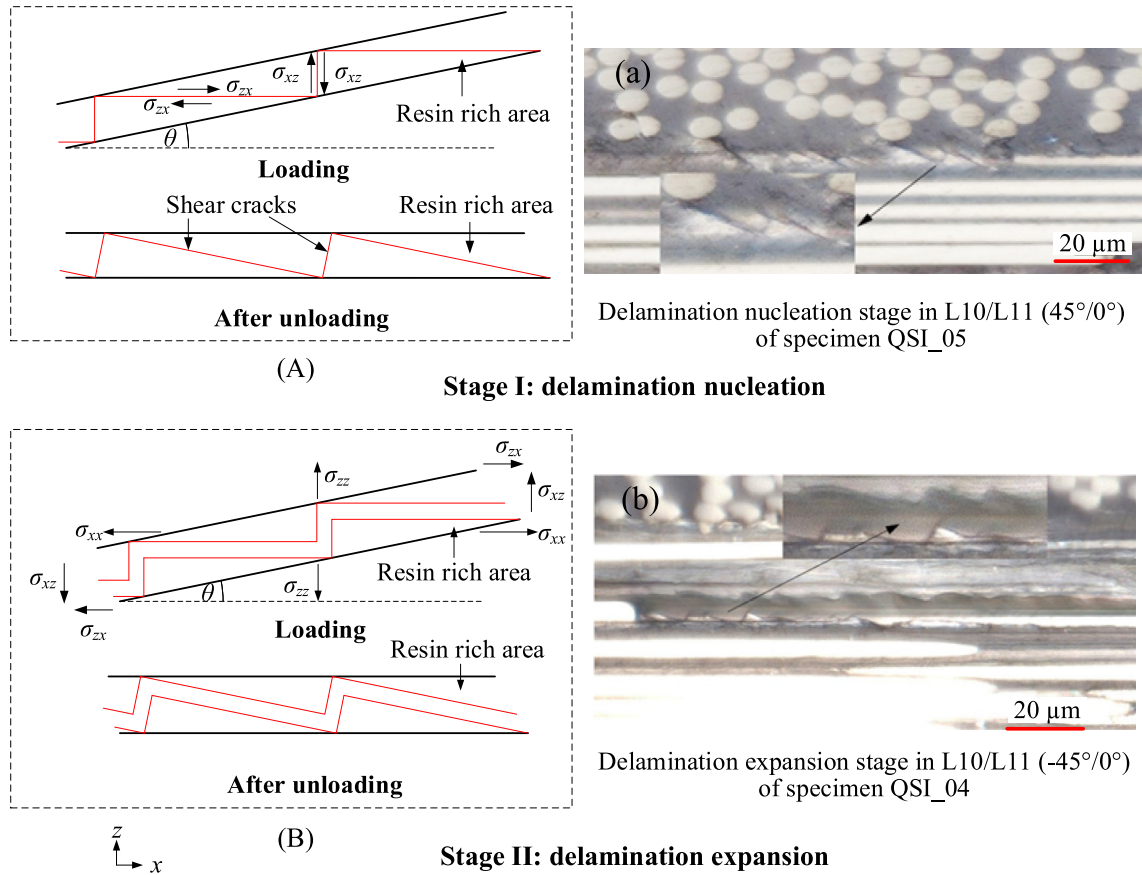 σxz
σxz
σzx
σzx
Resin rich area
θ
Loading
Shear cracks
Resin rich area
After unloading
(A)
(a)
20 µm
Delamination nucleation stage in L10/L11 (45°/0°)
of specimen QSI_05
Stage I: delamination nucleation
σzx
σzz
σxz
σxx
σxx
Resin rich area
σxz
θ
σzz
σzx
Loading
Resin rich area
After unloading
(B)
(b)
20 µm
Delamination expansion stage in L10/L11 (-45°/0°)
of specimen QSI_04
z
x
Stage II: delamination expansion